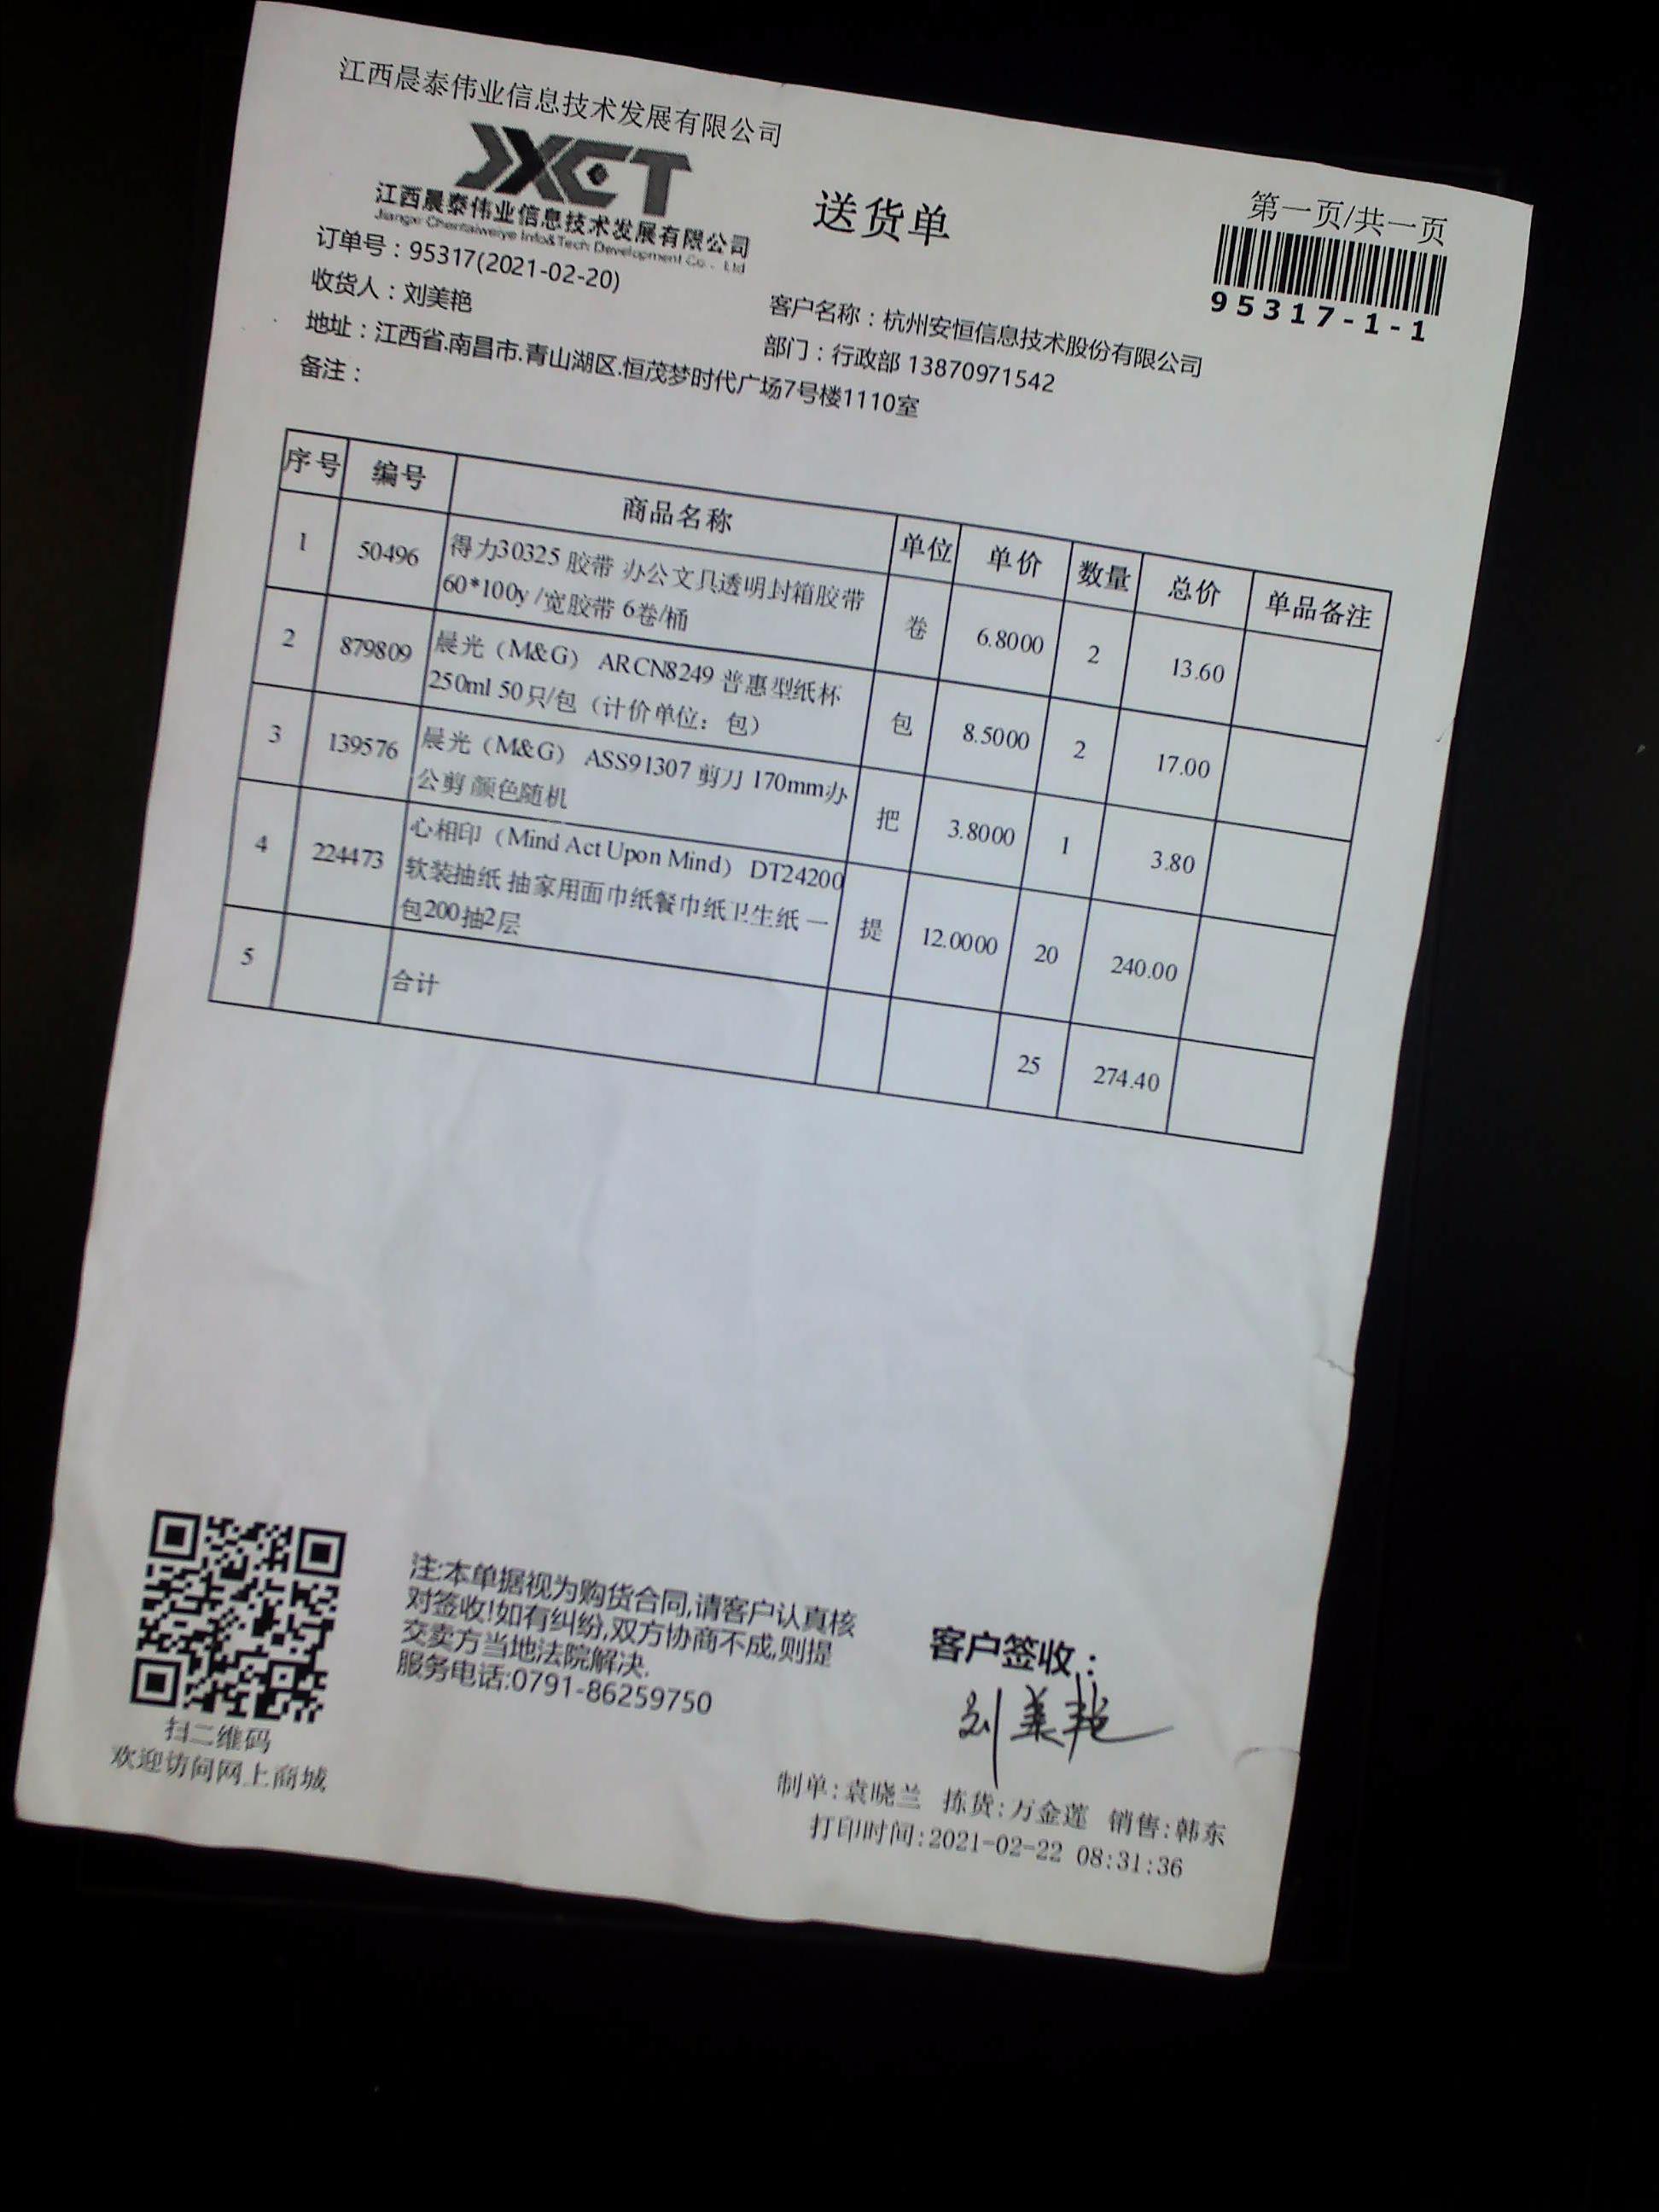 江西晨泰伟业信息技术发展有限公司
JXCT
江西晨泰伟业信息技术发展有限公司
Jiangxi Chentaiweiye Info&Tech Development Co., Ltd
送货单
第一页/共一页
95317-1-1
订单号：95317(2021-02-20)
客户名称：杭州安恒信息技术股份有限公司
收货人：刘美艳
部门：行政部 13870971542
地址：江西省.南昌市.青山湖区.恒茂梦时代广场7号楼1110室
备注：
序号 编号 商品名称 单位 单价 数量 总价 单品备注
1 50496 得力30325 胶带 办公文具透明封箱胶带 卷 6.8000 2 13.60
60*100y /宽胶带 6卷/桶
2 879809 晨光（M&G） ARCN8249 普惠型纸杯 包 8.5000 2 17.00
250ml 50只/包（计价单位：包）
3 139576 晨光（M&G） ASS91307 剪刀 170mm办 把 3.8000 1 3.80
公剪 颜色随机
4 224473 心相印（Mind Act Upon Mind） DT24200 提 12.0000 20 240.00
软装抽纸 抽家用面巾纸餐巾纸卫生纸 一
包200抽2层
5 合计 25 274.40
注:本单据视为购货合同,请客户认真核
对签收!如有纠纷,双方协商不成,则提
交卖方当地法院解决.
服务电话:0791-86259750
扫二维码
欢迎访问网上商城
客户签收：
刘美艳
制单:袁晓兰 拣货:万金莲 销售:韩东
打印时间:2021-02-22 08:31:36